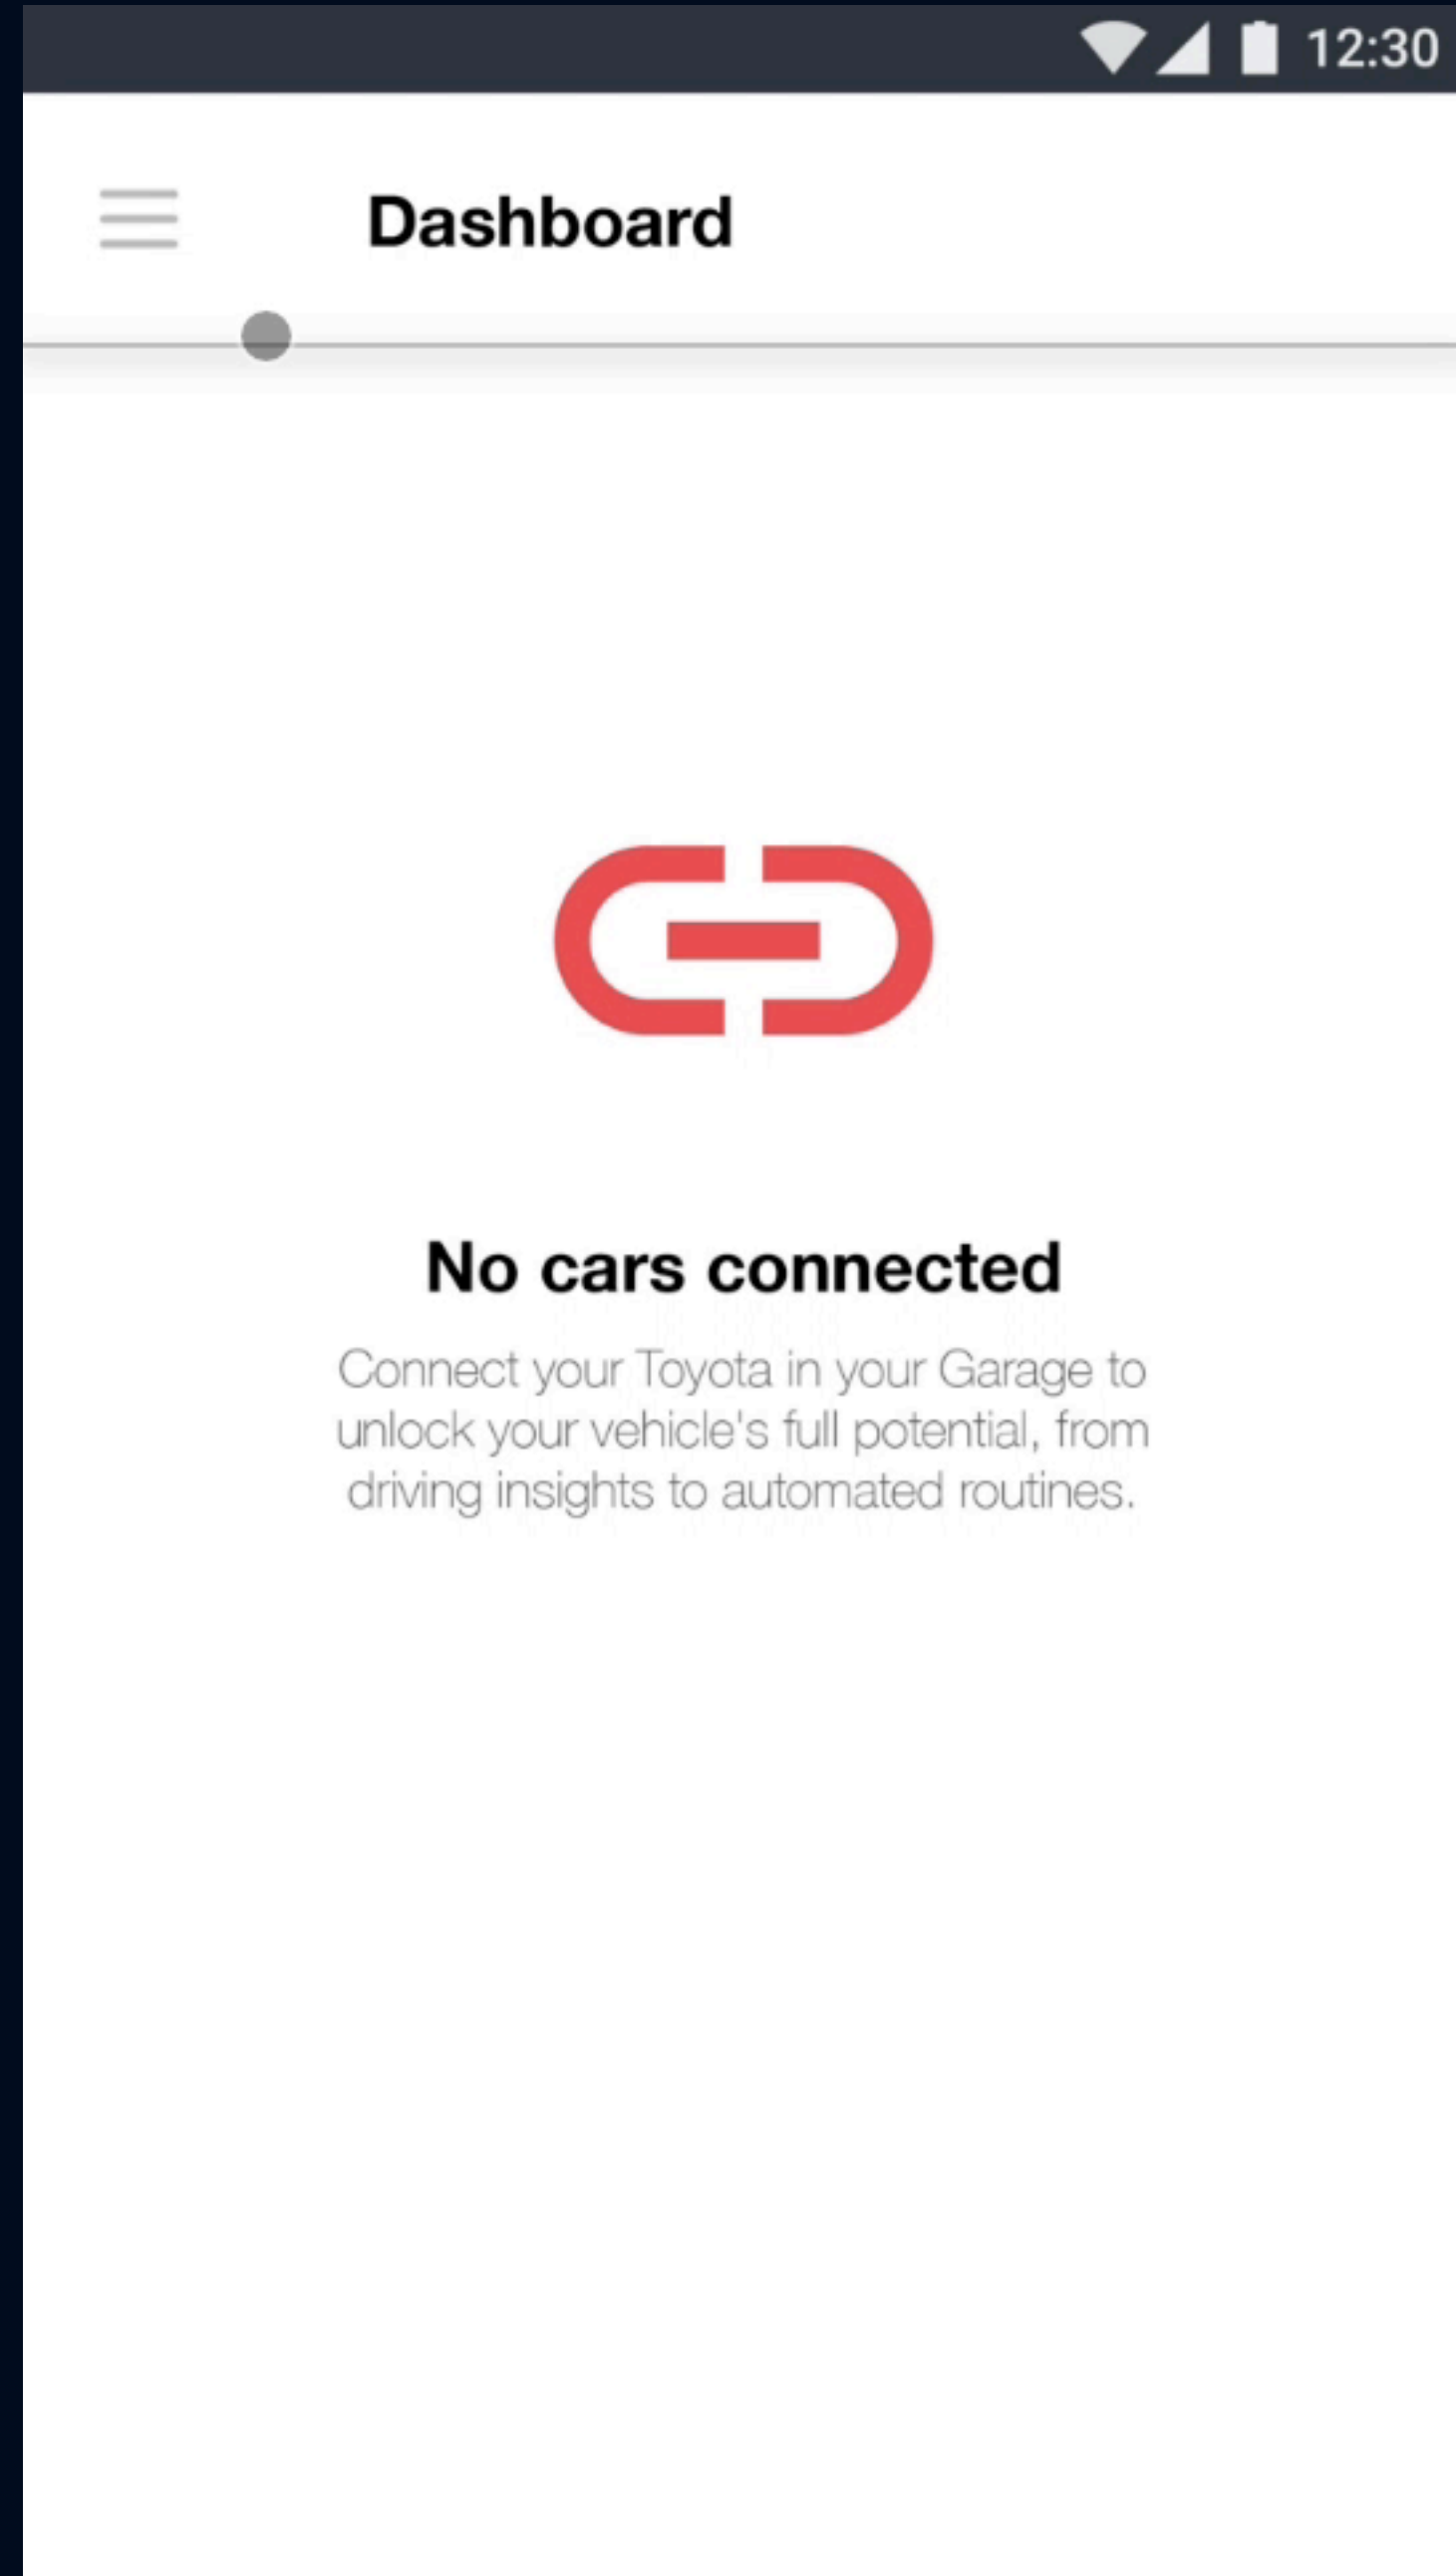 12:30
Dashboard
No cars connected
Connect your Toyota in your Garage to
unlock your vehicle's full potential, from
driving insights to automated routines.